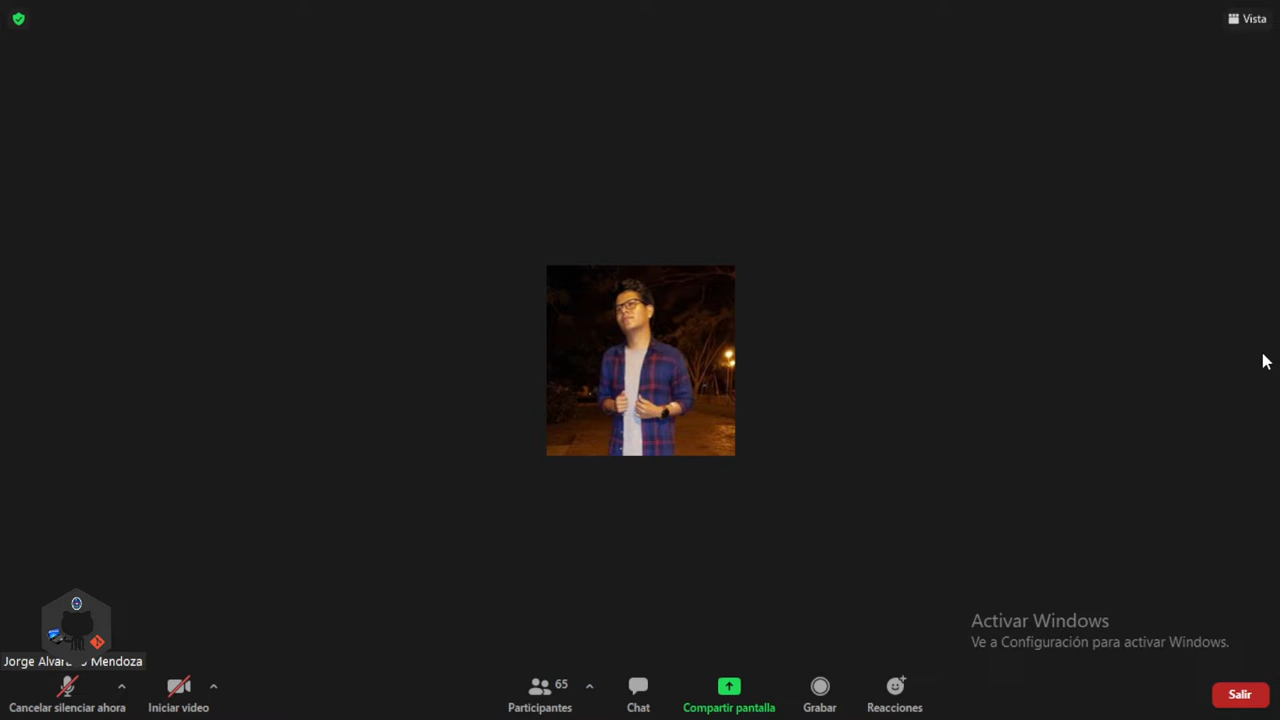 Vista
Activar Windows
Ve a Configuración para activar Windows.
Jorge Mendoza
Cancelar silenciar ahora
Iniciar video
65
Participantes
Chat
Compartir pantalla
Grabar
Reacciones
Salir